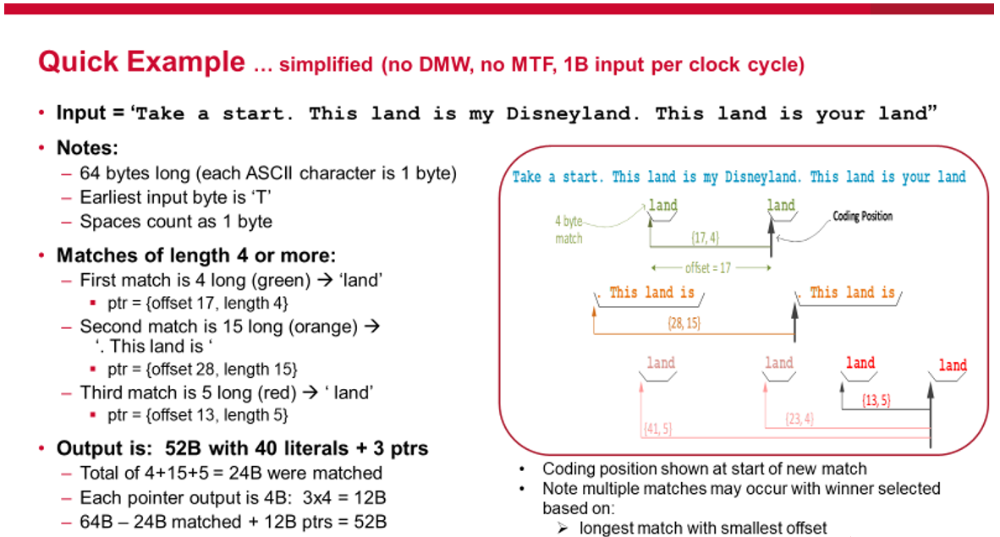 Quick Example ... simplified (no DMW, no MTF, 1B input per clock cycle)
• Input = ‘Take a start. This land is my Disneyland. This land is your land”
• Notes:
– 64 bytes long (each ASCII character is 1 byte)
– Earliest input byte is ‘T’
– Spaces count as 1 byte
• Matches of length 4 or more:
– First match is 4 long (green) → ‘land’
▪ ptr = {offset 17, length 4}
– Second match is 15 long (orange) →
‘. This land is ‘
▪ ptr = {offset 28, length 15}
– Third match is 5 long (red) → ‘ land’
▪ ptr = {offset 13, length 5}
• Output is: 52B with 40 literals + 3 ptrs
– Total of 4+15+5 = 24B were matched
– Each pointer output is 4B: 3x4 = 12B
– 64B – 24B matched + 12B ptrs = 52B
Take a start. This land is my Disneyland. This land is your land
land land
Coding Position
4 byte
match
{17, 4}
offset = 17
. This land is . This land is
{28, 15}
land land land land
{13, 5}
{23, 4}
{41, 5}
• Coding position shown at start of new match
• Note multiple matches may occur with winner selected
based on:
➢ longest match with smallest offset